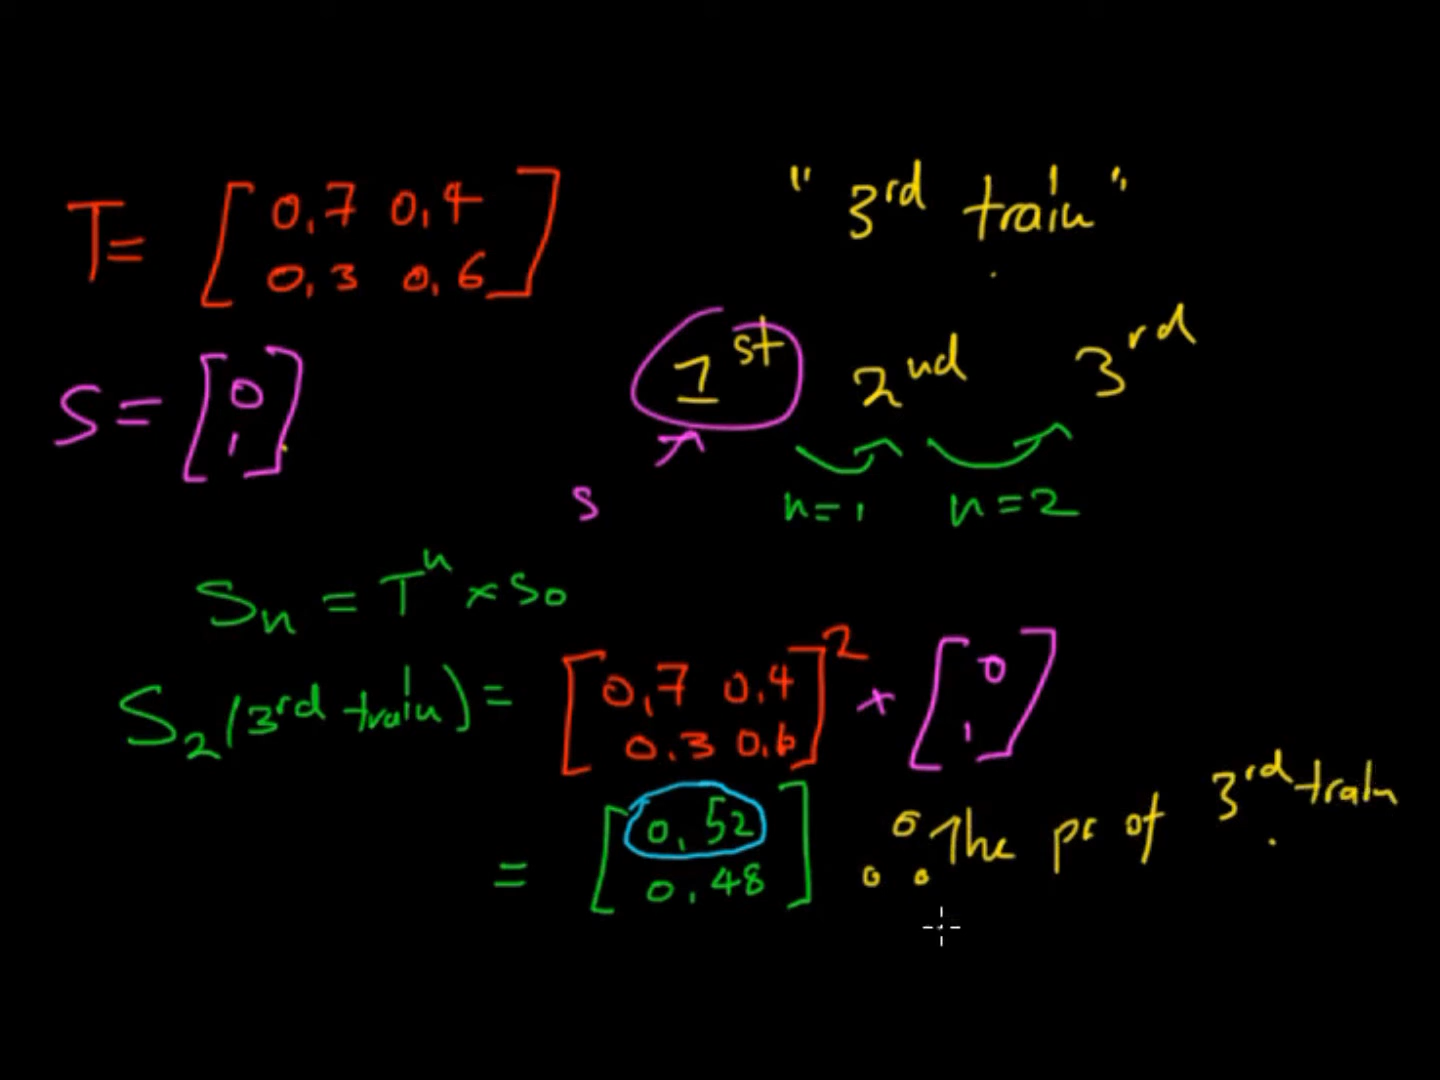 T = [ 0,7 0,4
0,3 0,6 ]
" 3rd train "
S = [ 0
1 ]
1st 2nd 3rd
s
n=1 n=2
Sn = T^n × S0
S2 (3rd train) = [ 0,7 0,4
0.3 0.6 ]^2 × [ 0
1 ]
= [ 0,52
0.48 ]
∴ The pr of 3rd train